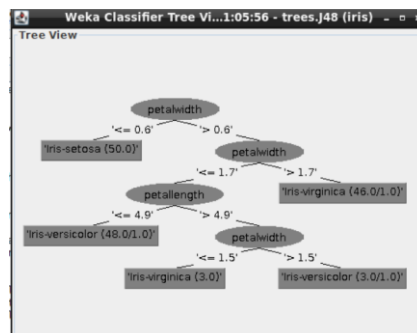 Weka Classifier Tree Vi...1:05:56 - trees.J48 (iris)
Tree View
petalwidth
'<= 0.6' '> 0.6'
'Iris-setosa (50.0)' petalwidth
'<= 1.7' '> 1.7'
petallength 'Iris-virginica (46.0/1.0)'
'<= 4.9' '> 4.9'
'Iris-versicolor (48.0/1.0)' petalwidth
'<= 1.5' '> 1.5'
'Iris-virginica (3.0)' 'Iris-versicolor (3.0/1.0)'